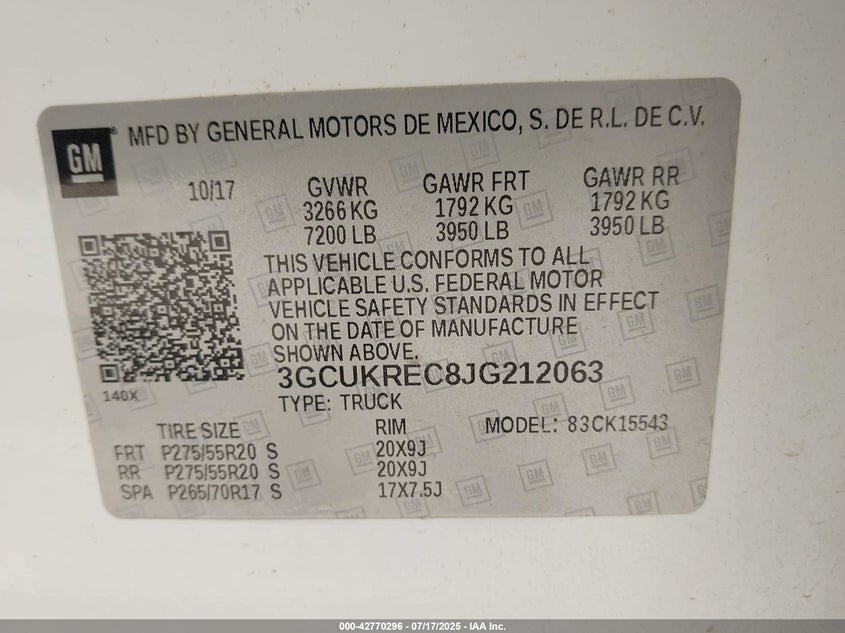 GM
MFD BY GENERAL MOTORS DE MEXICO, S. DE R.L. DE C.V.
10/17 GVWR GAWR FRT GAWR RR
3266 KG 1792 KG 1792 KG
7200 LB 3950 LB 3950 LB
THIS VEHICLE CONFORMS TO ALL
APPLICABLE U.S. FEDERAL MOTOR
VEHICLE SAFETY STANDARDS IN EFFECT
ON THE DATE OF MANUFACTURE
SHOWN ABOVE.
3GCUKREC8JG212063
140X
TYPE: TRUCK
TIRE SIZE RIM MODEL: 83CK15543
FRT P275/55R20 S 20X9J
RR P275/55R20 S 20X9J
SPA P265/70R17 S 17X7.5J
000-42770296 - 07/17/2025 - IAA Inc.